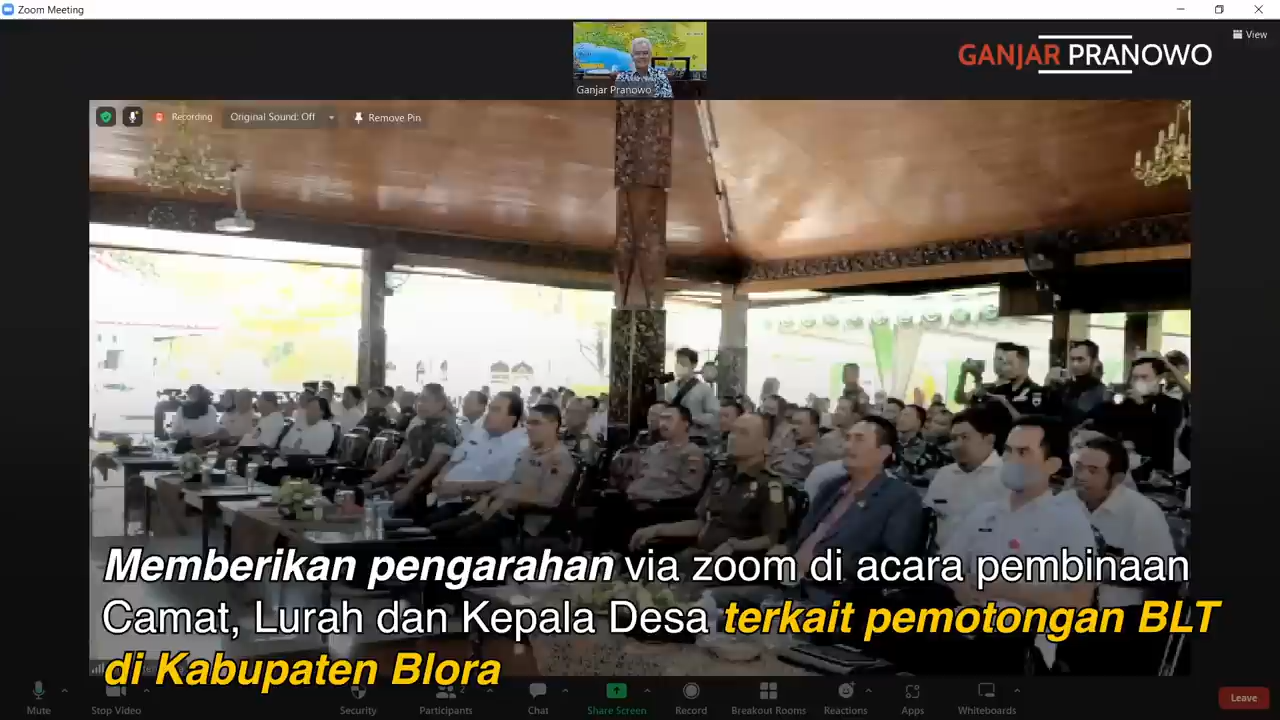 Zoom Meeting
View
GANJAR PRANOWO
Ganjar Pranowo
Recording
Original Sound: Off
Remove Pin
Memberikan pengarahan via zoom di acara pembinaan
Camat, Lurah dan Kepala Desa terkait pemotongan BLT
di Kabupaten Blora
Mute
Stop Video
Security
Participants
Chat
Share Screen
Record
Breakout Rooms
Reactions
Apps
Whiteboards
Leave